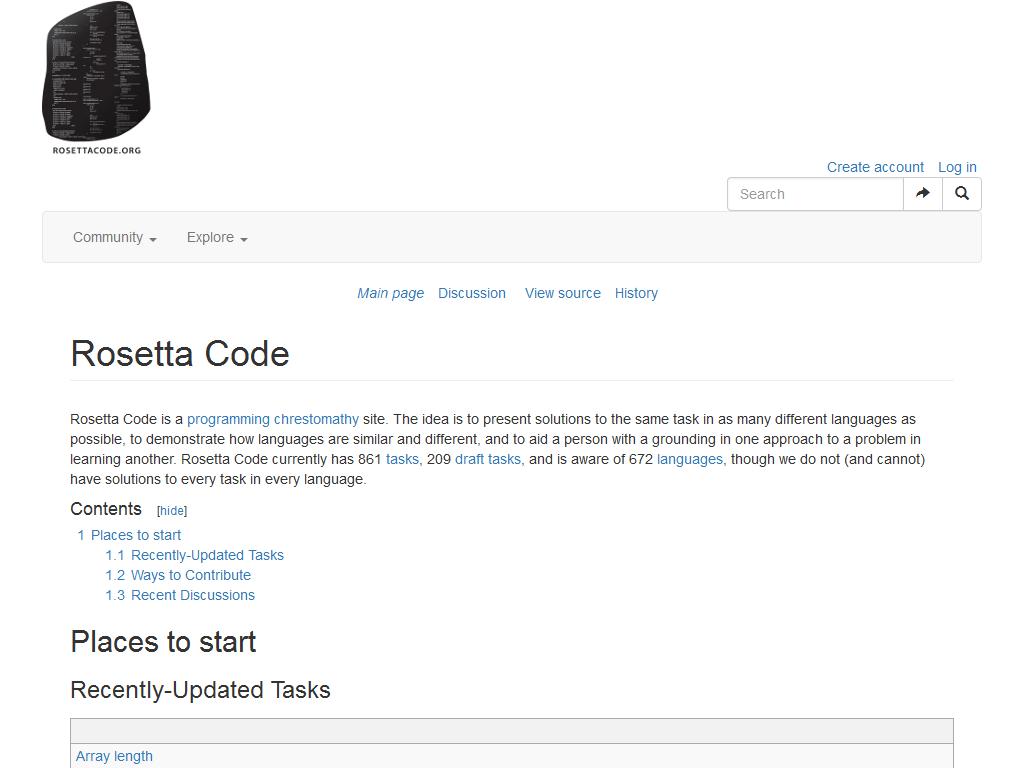 ROSETTACODE.ORG
Create account Log in
Search
Community Explore
Main page Discussion View source History
Rosetta Code
Rosetta Code is a programming chrestomathy site. The idea is to present solutions to the same task in as many different languages as
possible, to demonstrate how languages are similar and different, and to aid a person with a grounding in one approach to a problem in
learning another. Rosetta Code currently has 861 tasks, 209 draft tasks, and is aware of 672 languages, though we do not (and cannot)
have solutions to every task in every language.
Contents [hide]
1 Places to start
1.1 Recently-Updated Tasks
1.2 Ways to Contribute
1.3 Recent Discussions
Places to start
Recently-Updated Tasks
Array length